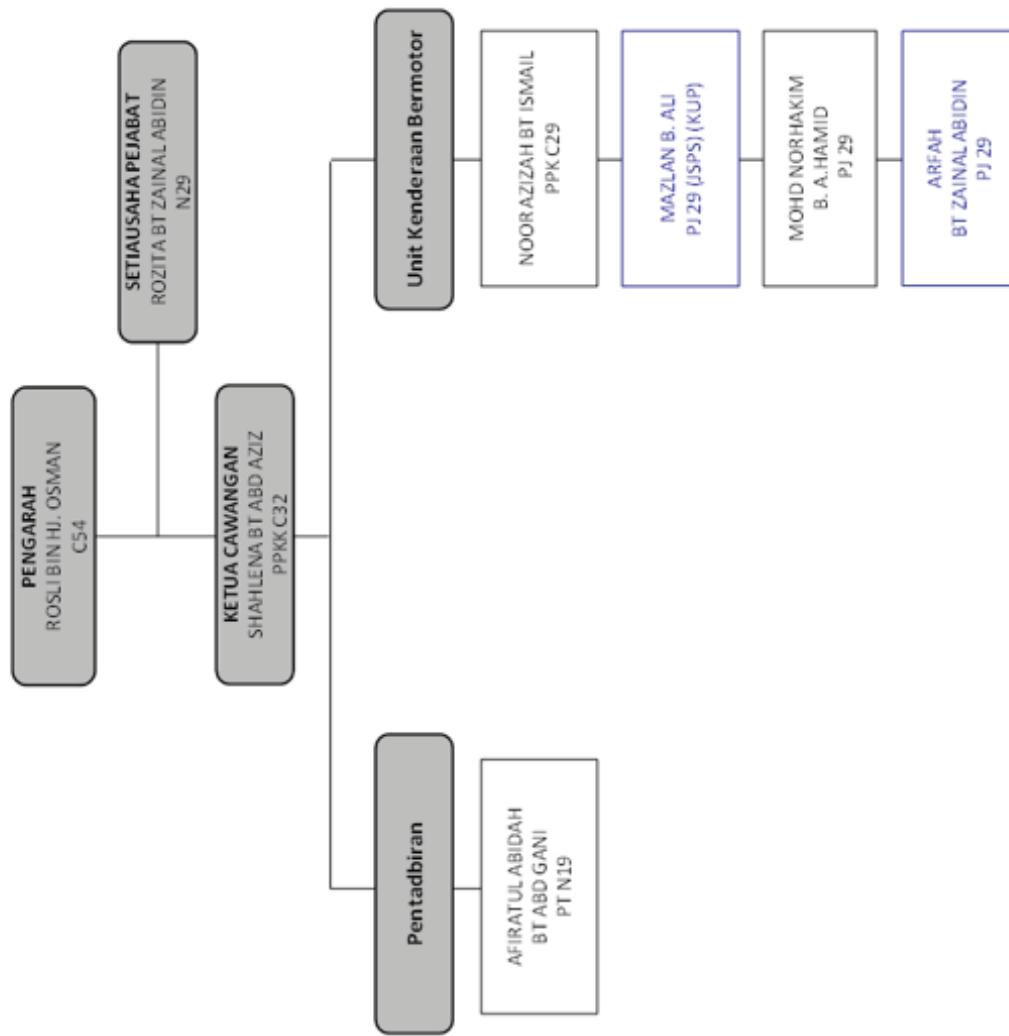 PENGARAH
ROSLI BIN HJ. OSMAN
C54
SETIAUSAHA PEJABAT
ROZITA BT ZAINAL ABIDIN
N29
KETUA CAWANGAN
SHAHLENA BT ABD AZIZ
PPKK C32
Pentadbiran
AFIRATUL ABIDAH
BT ABD GANI
PT N19
Unit Kenderaan Bermotor
NOORAZIZAH BT ISMAIL
PPK C29
MAZLAN B. ALI
PJ 29 (JSPS) (KUP)
MOHD NORHAKIM
B. A.HAMID
PJ 29
ARFAH
BT ZAINAL ABIDIN
PJ 29